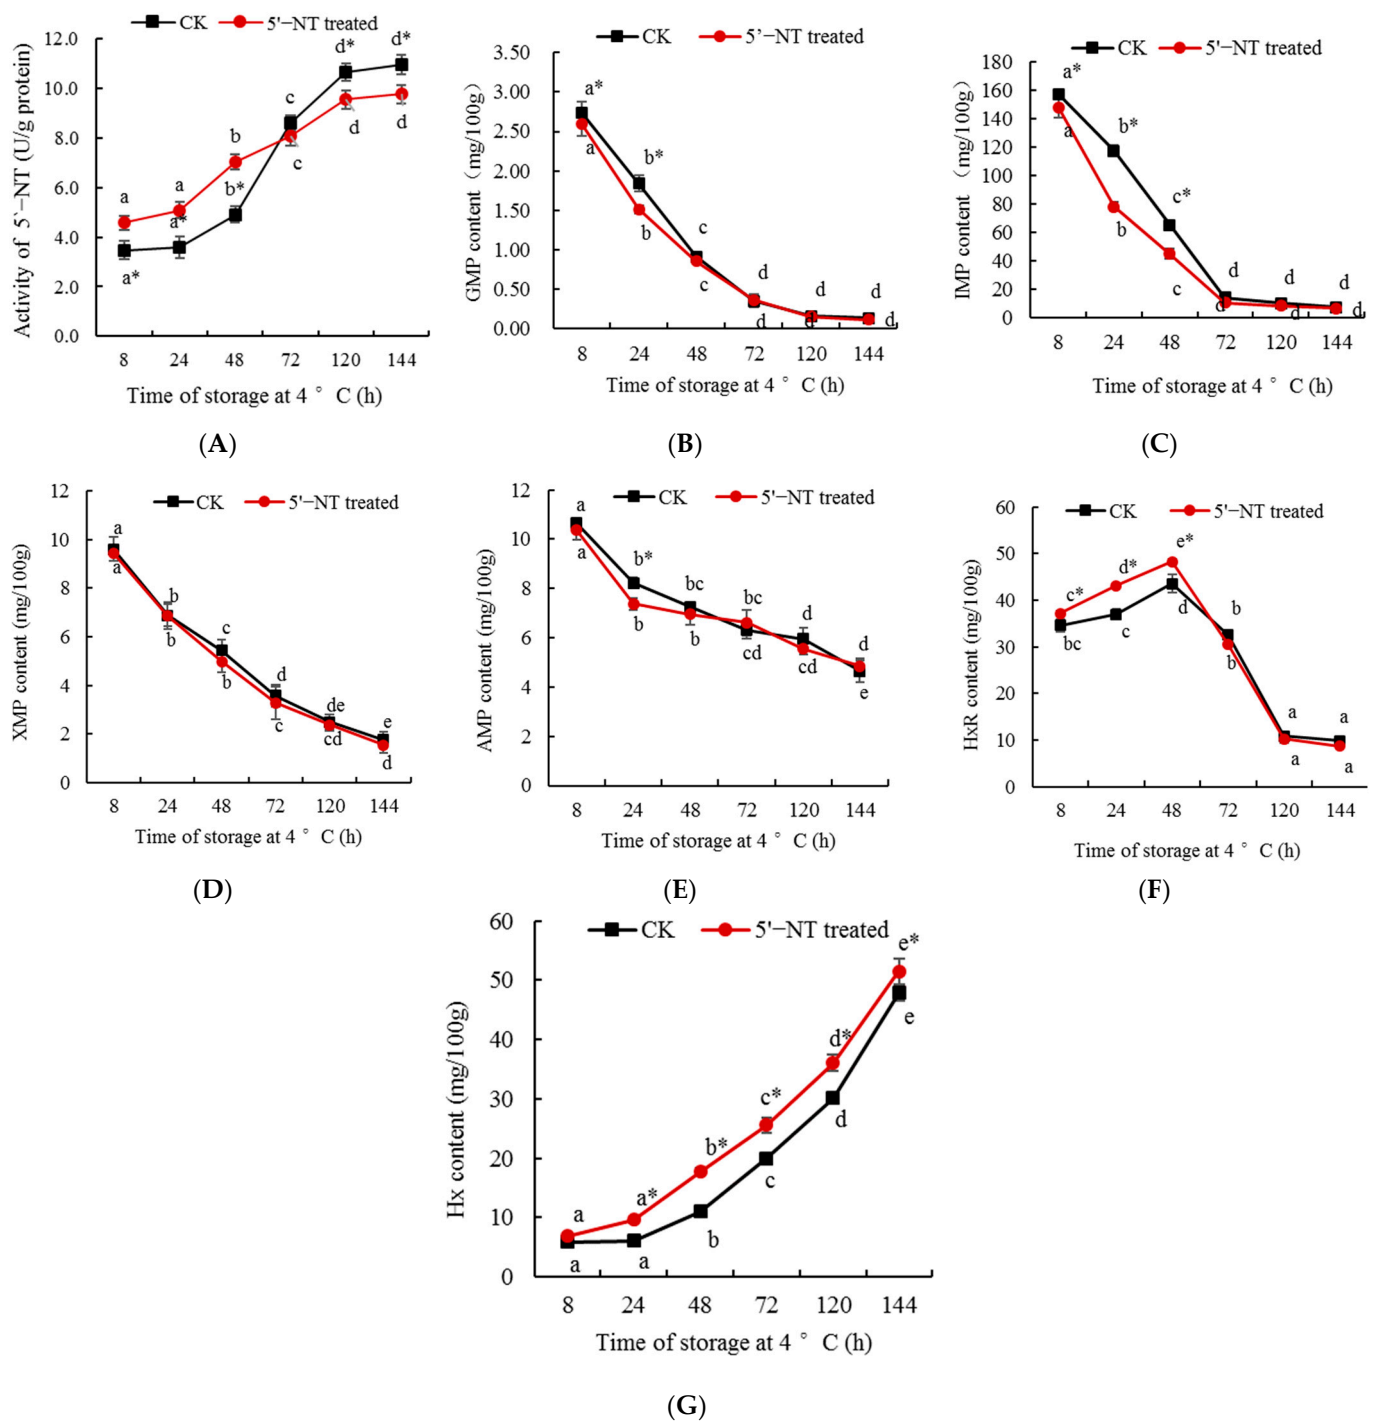 CK 5'−NT treated
Activity of 5`−NT (U/g protein)
12.0
10.0
8.0
6.0
4.0
2.0
0.0
a a b c d* d*
a* a* b* c d d
8 24 48 72 120 144
Time of storage at 4 ° C (h)
(A)
CK 5’−NT treated
GMP content (mg/100g)
3.50
3.00
2.50
2.00
1.50
1.00
0.50
0.00
a* b* c d d d
a b c d d d
8 24 48 72 120 144
Time of storage at 4 ° C (h)
(B)
CK 5'−NT treated
IMP content (mg/100g)
180
160
140
120
100
80
60
40
20
0
a* b* c* d d d
a b c d d d
8 24 48 72 120 144
Time of storage at 4 ° C (h)
(C)
CK 5'−NT treated
XMP content (mg/100g)
12
10
8
6
4
2
0
a b c d de e
a b b c cd d
8 24 48 72 120 144
Time of storage at 4 ° C (h)
(D)
CK 5'−NT treated
AMP content (mg/100g)
12
10
8
6
4
2
0
a b* bc bc d d
a b b cd cd e
8 24 48 72 120 144
Time of storage at 4 ° C (h)
(E)
CK 5'−NT treated
HxR content (mg/100g)
60
50
40
30
20
10
0
c* d* e* b a a
bc c d b a a
8 24 48 72 120 144
Time of storage at 4 ° C (h)
(F)
CK 5'−NT treated
Hx content (mg/100g)
60
50
40
30
20
10
0
a a* b* c* d* e*
a a b c d e
8 24 48 72 120 144
Time of storage at 4 ° C (h)
(G)